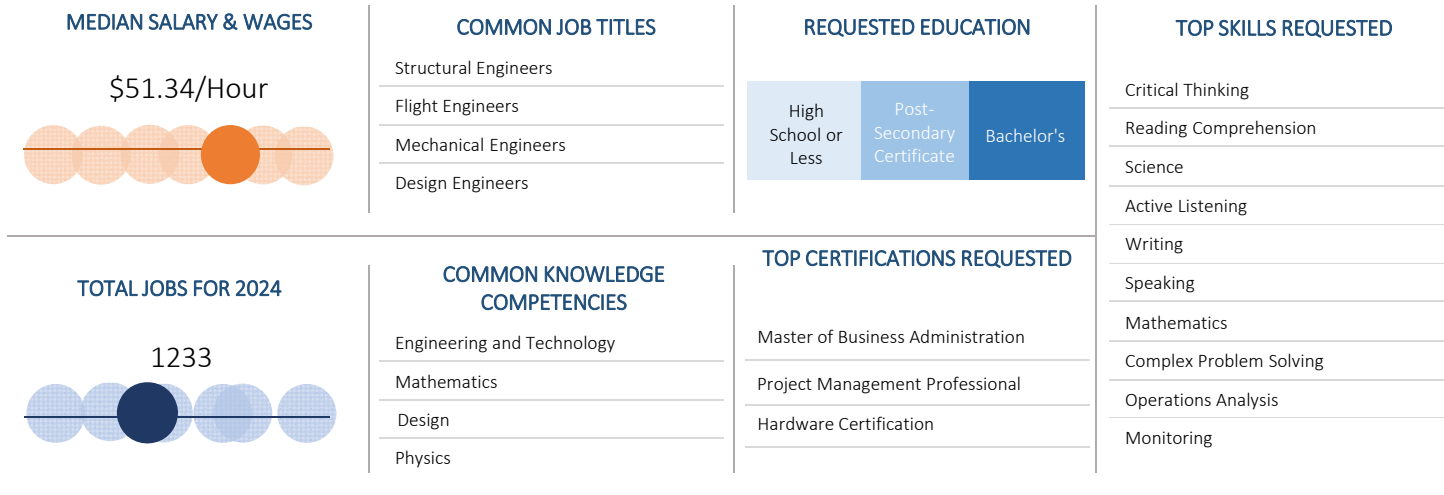 MEDIAN SALARY & WAGES
$51.34/Hour
COMMON JOB TITLES
Structural Engineers
Flight Engineers
Mechanical Engineers
Design Engineers
REQUESTED EDUCATION
High
School or
Less
Post-
Secondary
Certificate
Bachelor's
TOP SKILLS REQUESTED
Critical Thinking
Reading Comprehension
Science
Active Listening
Writing
Speaking
Mathematics
Complex Problem Solving
Operations Analysis
Monitoring
TOTAL JOBS FOR 2024
1233
COMMON KNOWLEDGE
COMPETENCIES
Engineering and Technology
Mathematics
Design
Physics
TOP CERTIFICATIONS REQUESTED
Master of Business Administration
Project Management Professional
Hardware Certification